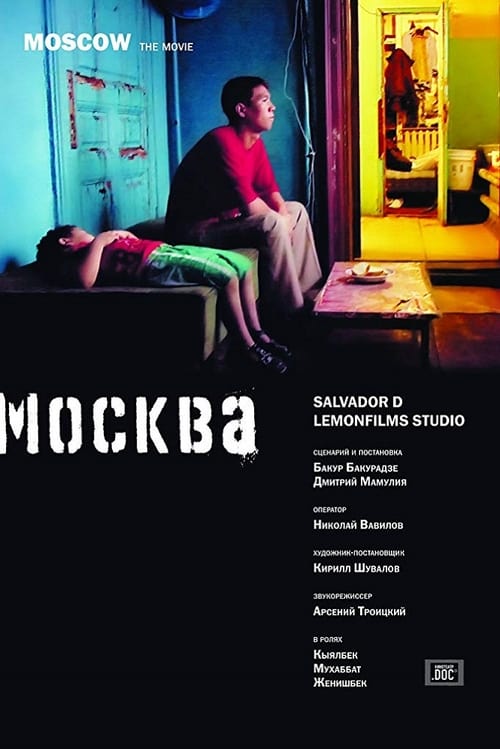 MOSCOW THE MOVIE
МОСКВА
SALVADOR D
LEMONFILMS STUDIO
СЦЕНАРИЙ И ПОСТАНОВКА
БАКУР БАКУРАДЗЕ
ДМИТРИЙ МАМУЛИЯ
ОПЕРАТОР
НИКОЛАЙ ВАВИЛОВ
ХУДОЖНИК-ПОСТАНОВЩИК
КИРИЛЛ ШУВАЛОВ
ЗВУКОРЕЖИССЕР
АРСЕНИЙ ТРОИЦКИЙ
В РОЛЯХ
КЫЯЛБЕК
МУХАББАТ
ЖЕНИШБЕК
КИНОТЕАТР
.DOC